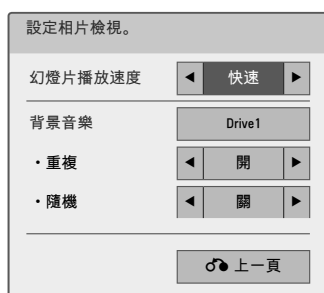 設定相片檢視。
幻燈片播放速度 ◀ 快速 ▶
背景音樂 Drive1
・重複 ◀ 開 ▶
・隨機 ◀ 關 ▶
上一頁